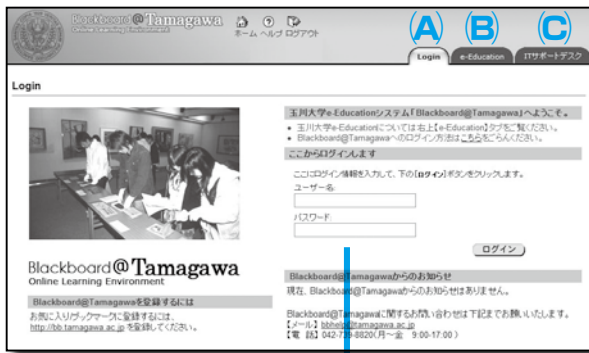 Blackboard@Tamagawa
Online Learning Environment
ホーム ヘルプ ログアウト
(A) (B) (C)
Login e-Education ITサポートデスク
Login
玉川大学e-Educationシステム「Blackboard@Tamagawa」へようこそ。
• 玉川大学e-Educationについては右上【e-Education】タブをご覧ください。
• Blackboard@Tamagawaへのログイン方法はこちらをごらんください。
ここからログインします
ここにログイン情報を入力して、下の[ログイン]ボタンをクリックします。
ユーザー名:
パスワード:
ログイン
Blackboard@Tamagawa
Online Learning Environment
Blackboard@Tamagawaを登録するには
お気に入り/ブックマークに登録するには、
http://bb.tamagawa.ac.jp を登録してください。
Blackboard@Tamagawaからのお知らせ
現在、Blackboard@Tamagawaからのお知らせはありません。
Blackboard@Tamagawaに関するお問い合わせは下記までお願いいたします。
【メール】bbhelp@tamagawa.ac.jp
【電 話】042-739-8820(月～金 9:00-17:00)